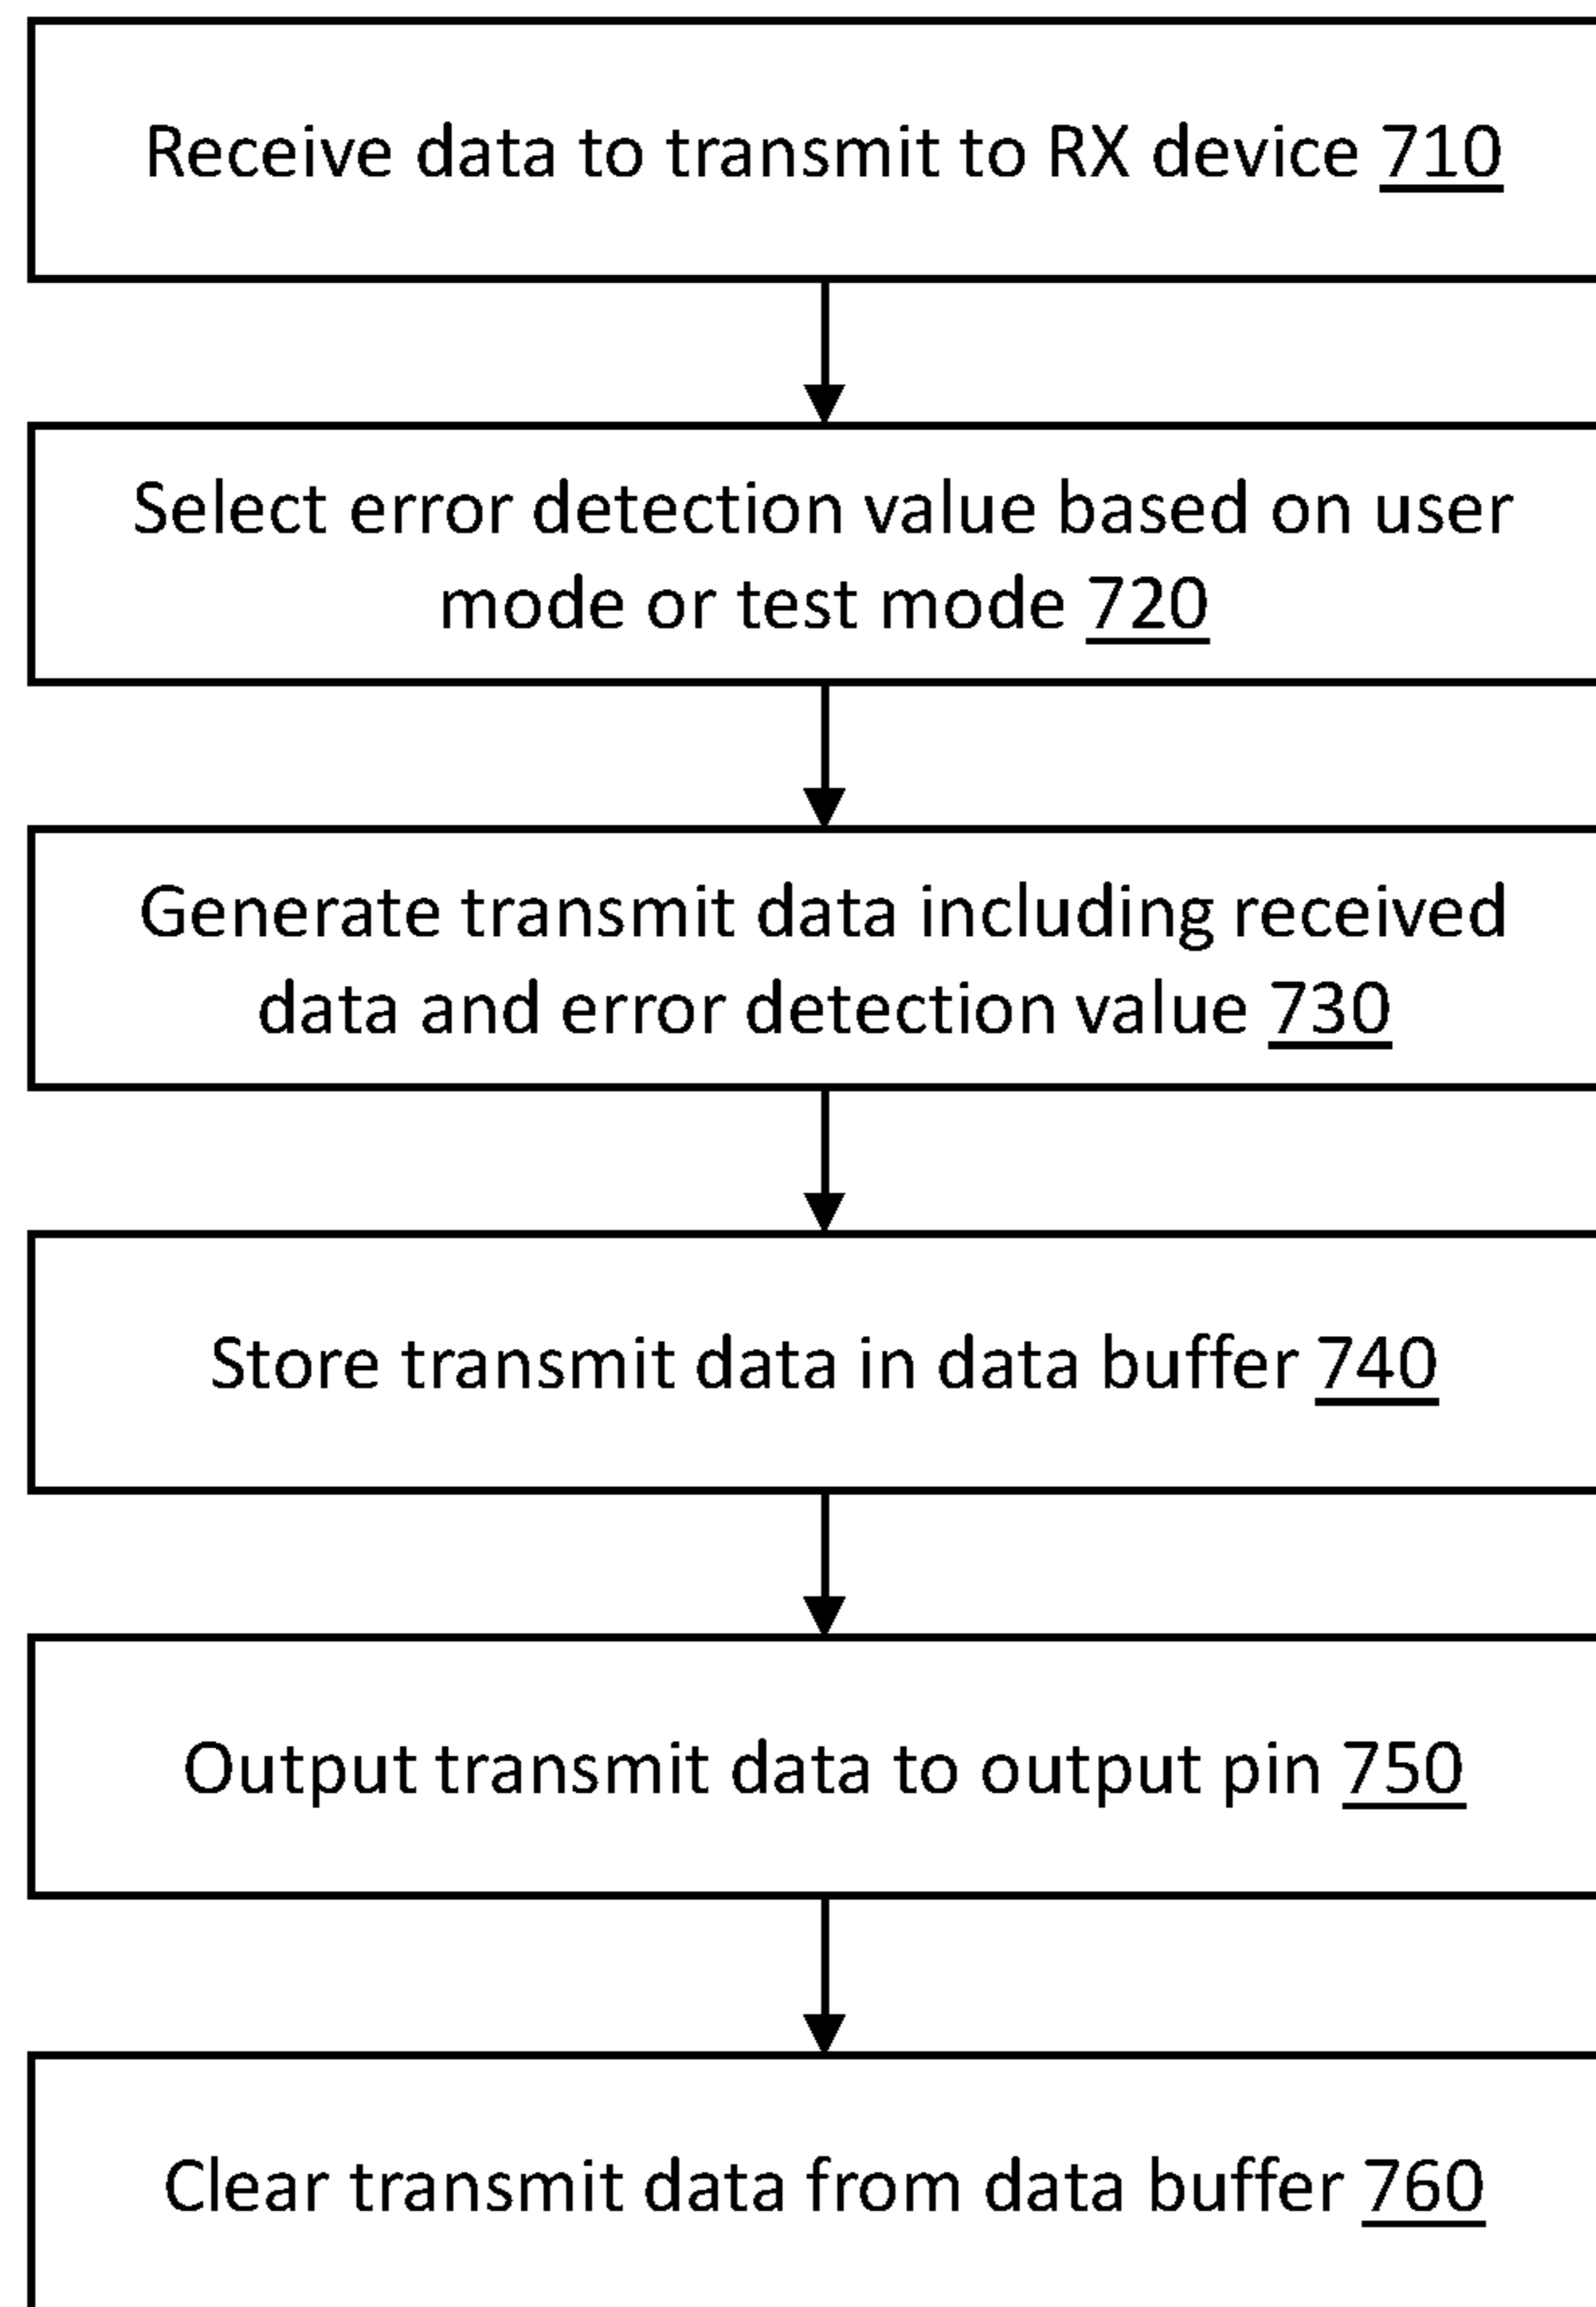 Receive data to transmit to RX device 710
Select error detection value based on user
mode or test mode 720
Generate transmit data including received
data and error detection value 730
Store transmit data in data buffer 740
Output transmit data to output pin 750
Clear transmit data from data buffer 760